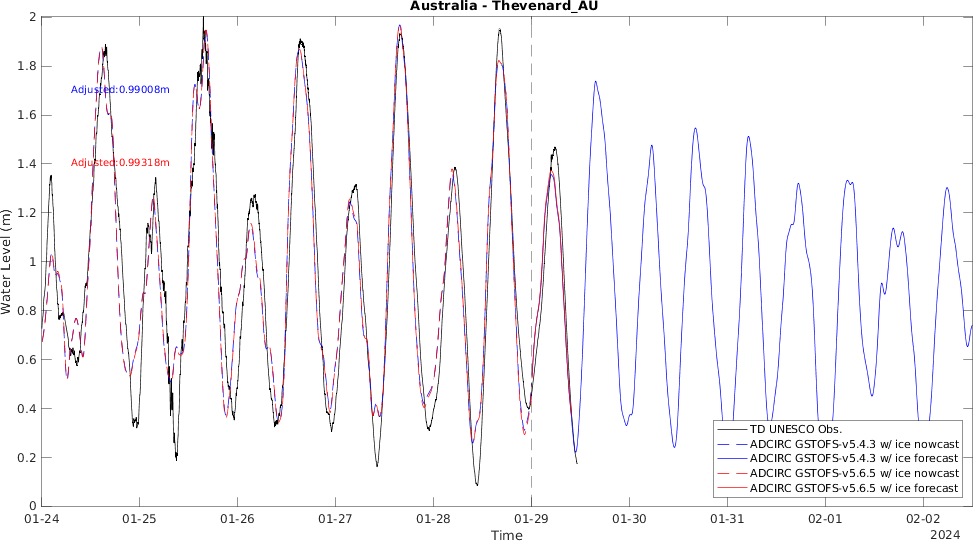 Australia - Thevenard_AU
2
1.8
1.6
1.4
1.2
1
0.8
0.6
0.4
0.2
0
Water Level (m)
Adjusted:0.99008m
Adjusted:0.99318m
TD UNESCO Obs.
ADCIRC GSTOFS-v5.4.3 w/ ice nowcast
ADCIRC GSTOFS-v5.4.3 w/ ice forecast
ADCIRC GSTOFS-v5.6.5 w/ ice nowcast
ADCIRC GSTOFS-v5.6.5 w/ ice forecast
01-24 01-25 01-26 01-27 01-28 01-29 01-30 01-31 02-01 02-02
Time
2024